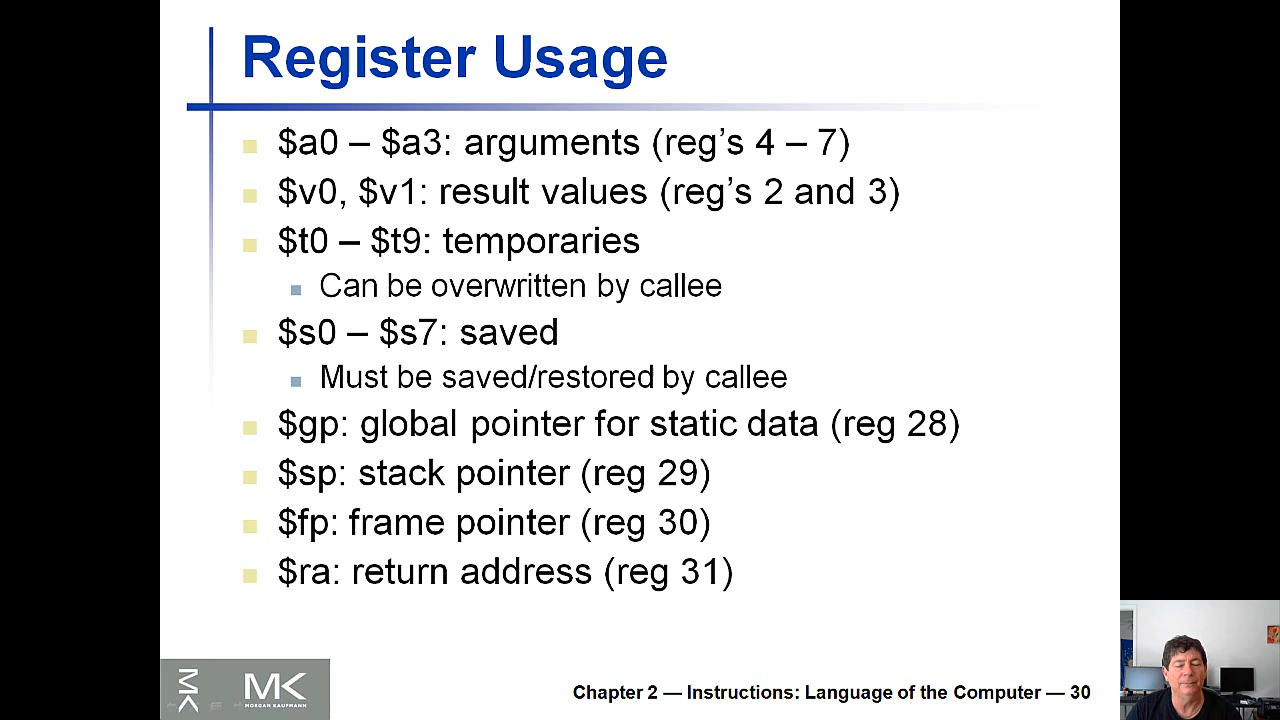 Register Usage
$a0 – $a3: arguments (reg’s 4 – 7)
$v0, $v1: result values (reg’s 2 and 3)
$t0 – $t9: temporaries
Can be overwritten by callee
$s0 – $s7: saved
Must be saved/restored by callee
$gp: global pointer for static data (reg 28)
$sp: stack pointer (reg 29)
$fp: frame pointer (reg 30)
$ra: return address (reg 31)
MK
MK
MORGAN KAUFMANN
Chapter 2 — Instructions: Language of the Computer — 30